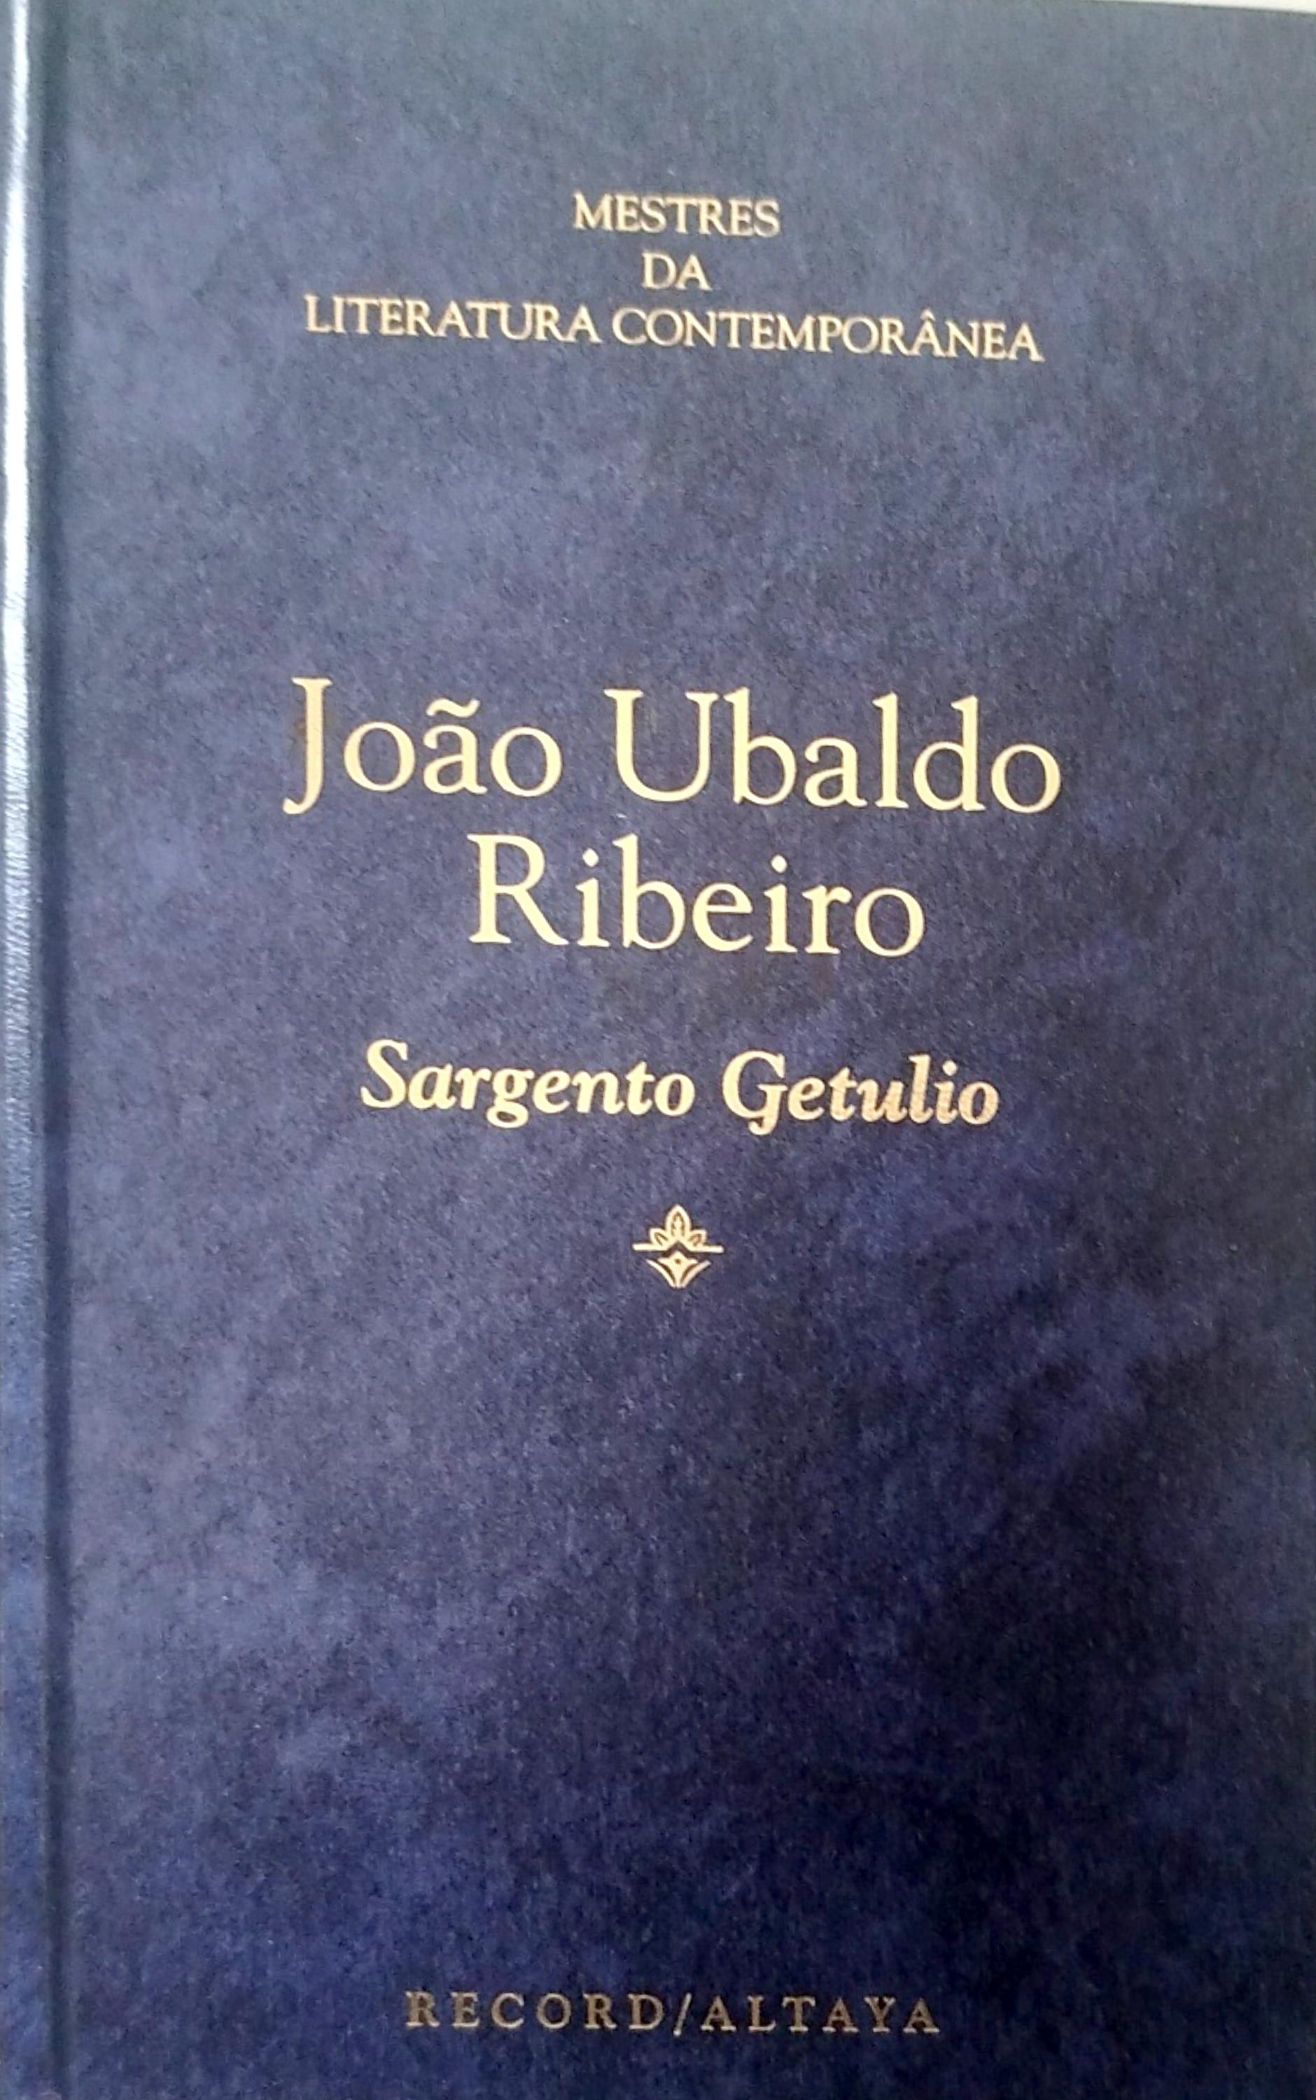 MESTRES
DA
LITERATURA CONTEMPORÂNEA
João Ubaldo
Ribeiro
Sargento Getulio
RECORD/ALTAYA